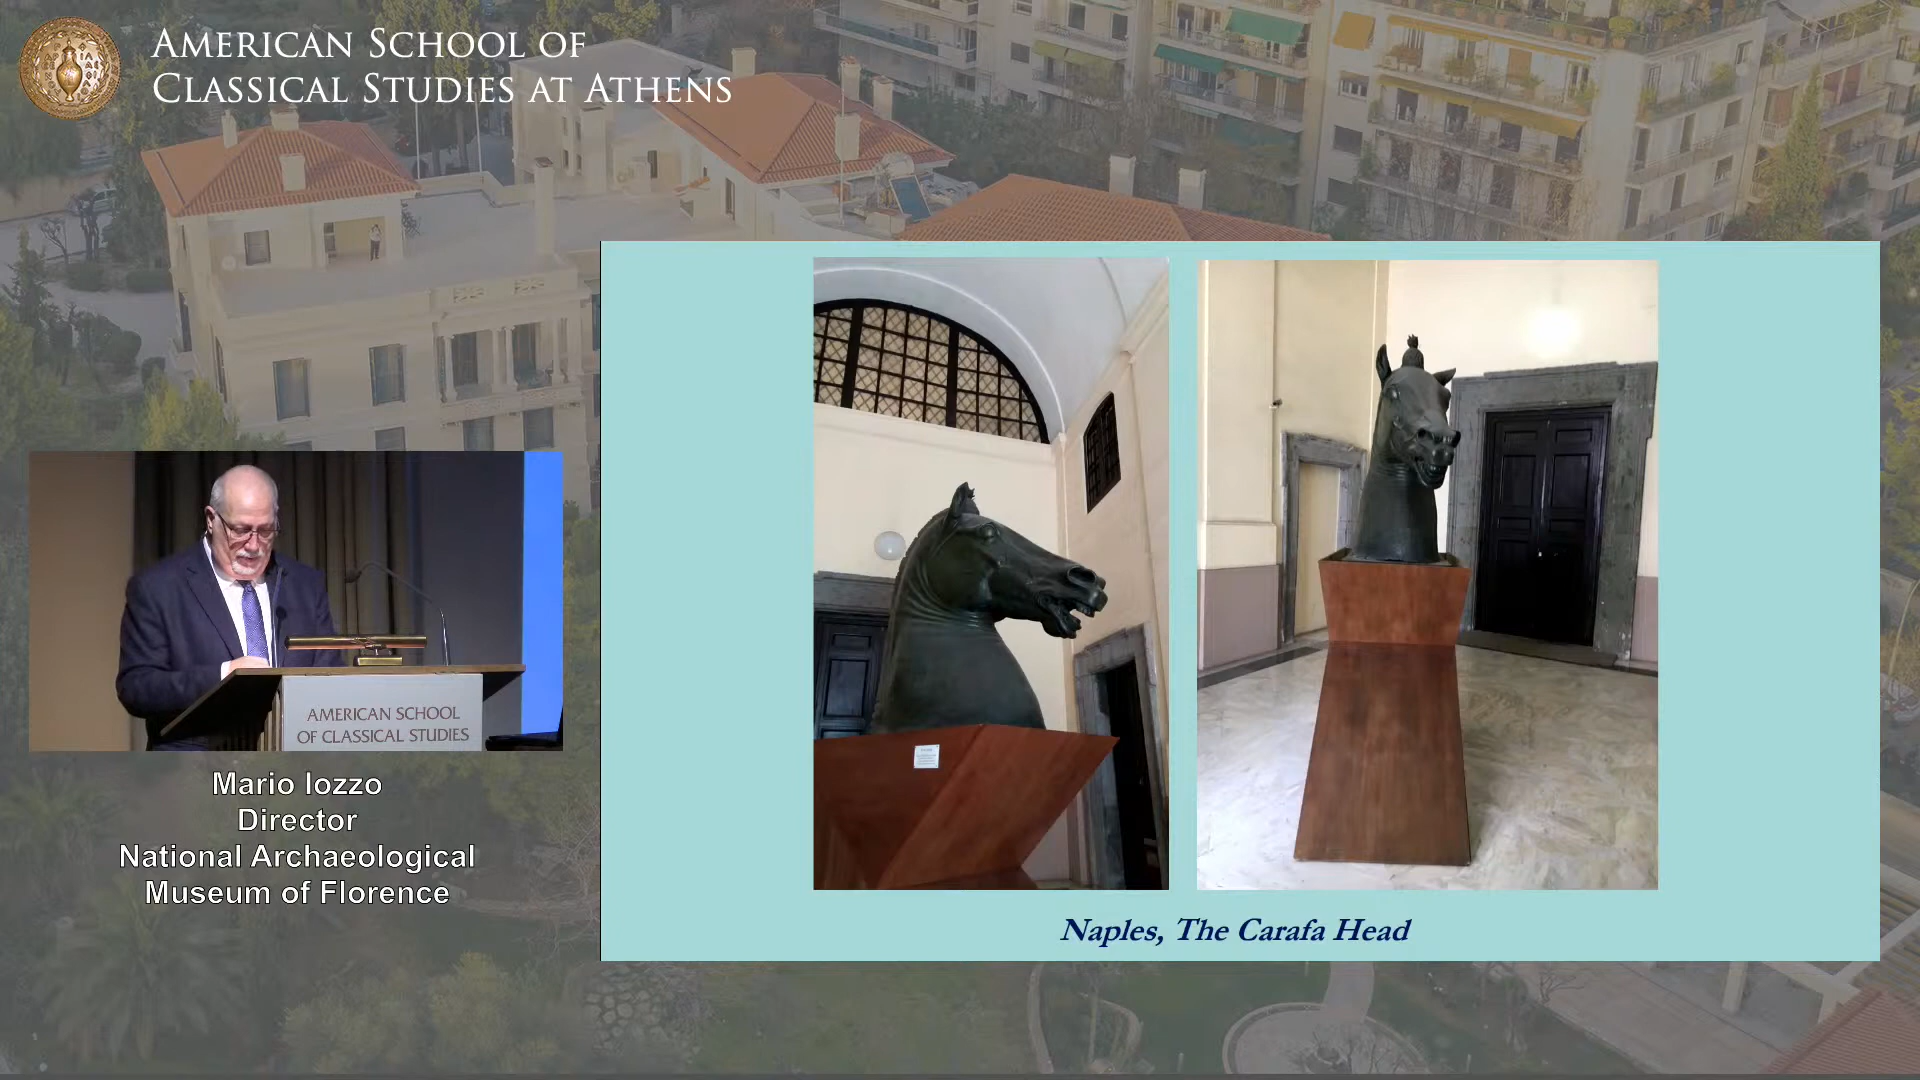 AMERICAN SCHOOL OF
CLASSICAL STUDIES AT ATHENS
AMERICAN SCHOOL
OF CLASSICAL STUDIES
Mario Iozzo
Director
National Archaeological
Museum of Florence
Naples, The Carafa Head